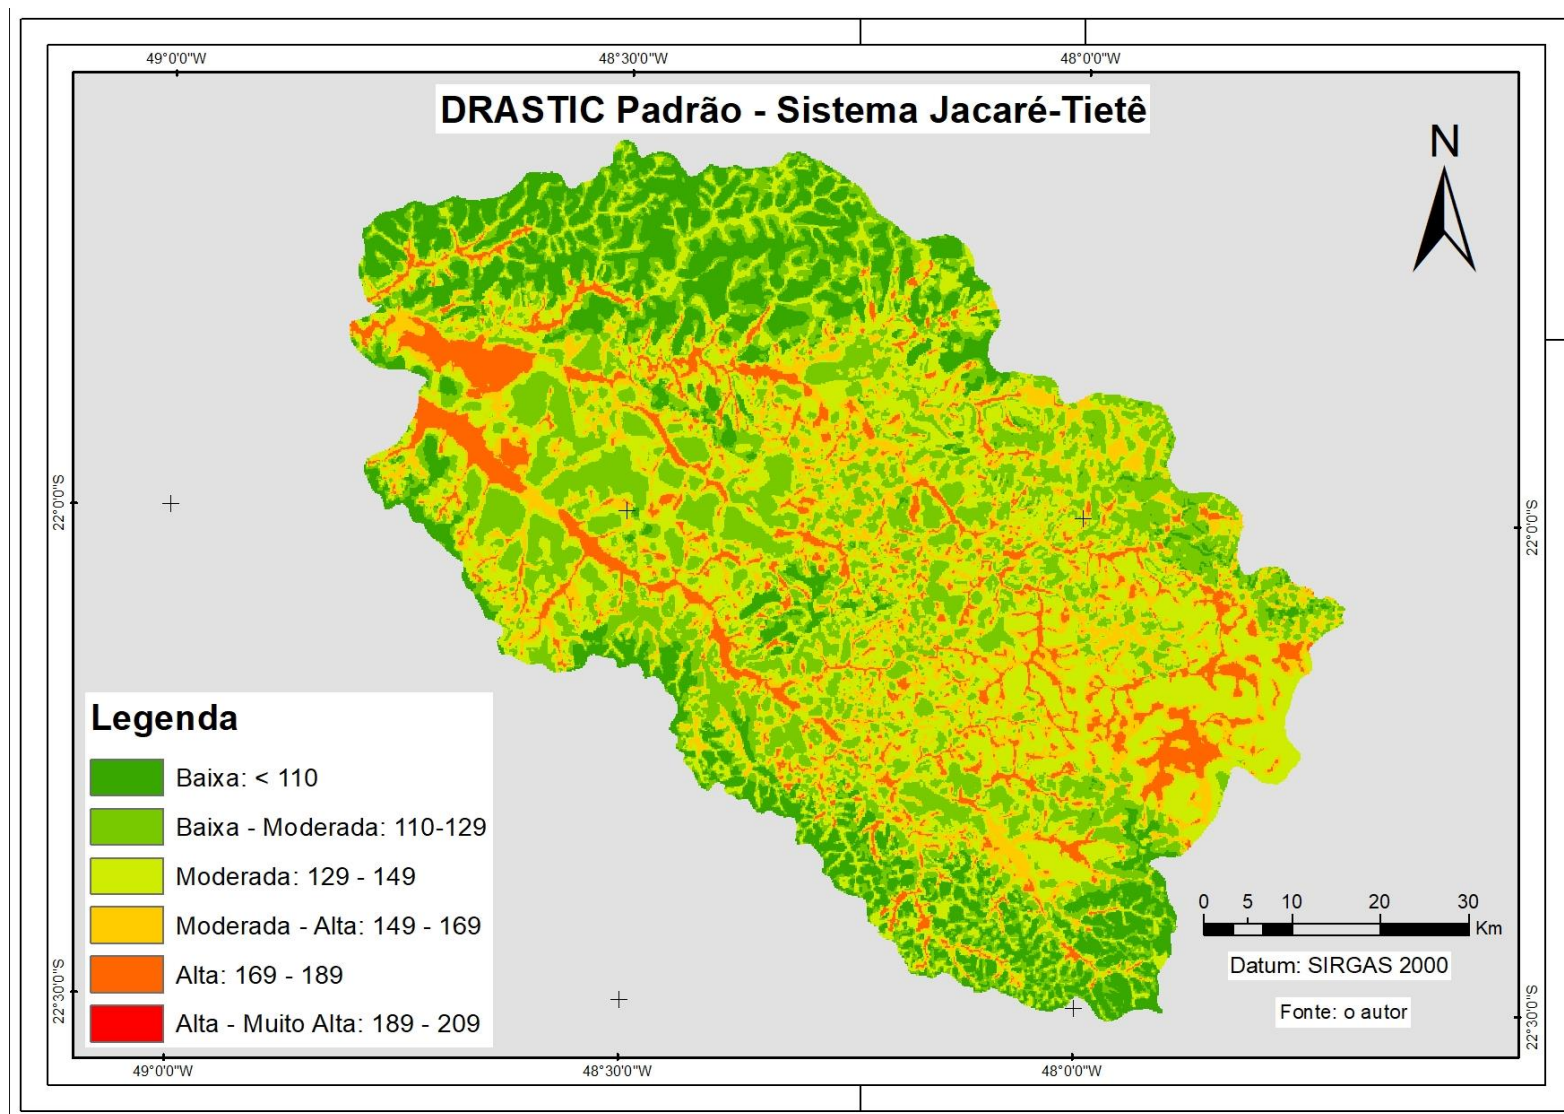 49°0'0"W
48°30'0"W
48°0'0"W
DRASTIC Padrão - Sistema Jacaré-Tietê
N
22°0'0"S
22°0'0"S
Legenda
Baixa: < 110
Baixa - Moderada: 110-129
Moderada: 129 - 149
Moderada - Alta: 149 - 169
Alta: 169 - 189
Alta - Muito Alta: 189 - 209
0 5 10 20 30
Km
Datum: SIRGAS 2000
Fonte: o autor
22°30'0"S
22°30'0"S
49°0'0"W
48°30'0"W
48°0'0"W